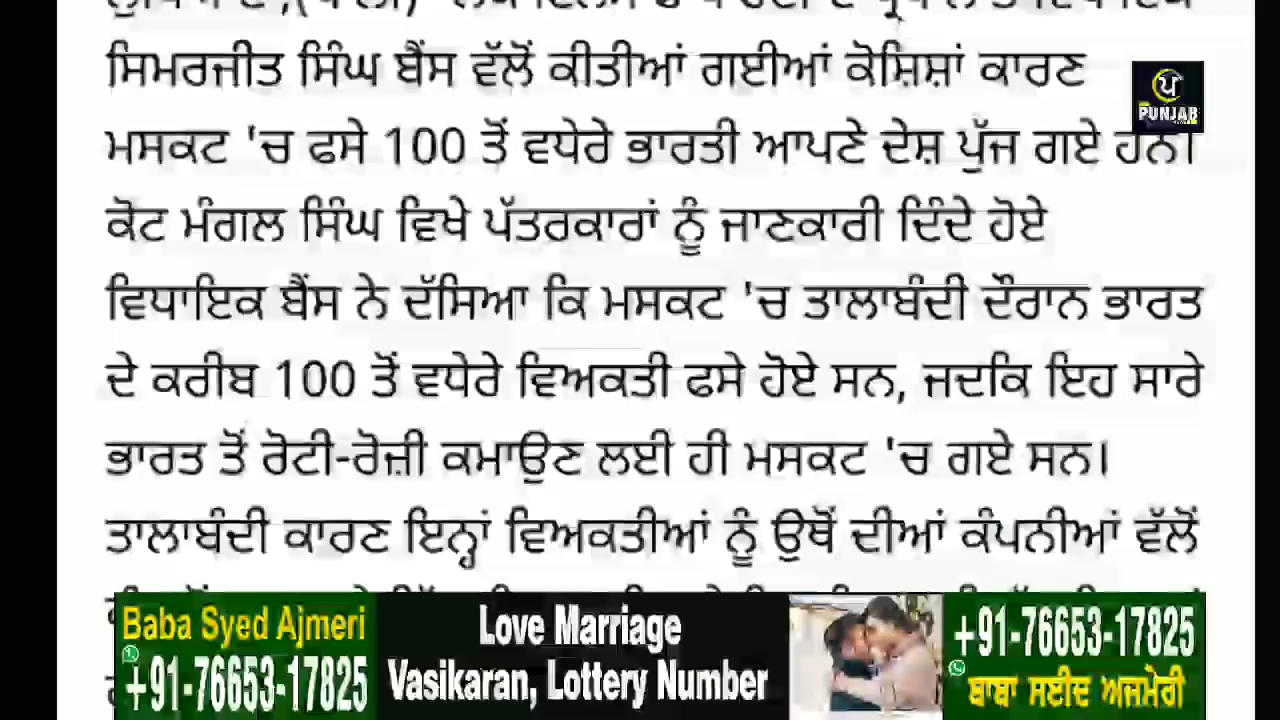 ਸਿਮਰਜੀਤ ਸਿੰਘ ਬੈਂਸ ਵੱਲੋਂ ਕੀਤੀਆਂ ਗਈਆਂ ਕੋਸ਼ਿਸ਼ਾਂ ਕਾਰਣ
ਮਸਕਟ 'ਚ ਫਸੇ 100 ਤੋਂ ਵਧੇਰੇ ਭਾਰਤੀ ਆਪਣੇ ਦੇਸ਼ ਪੁੱਜ ਗਏ ਹਨ।
ਕੋਟ ਮੰਗਲ ਸਿੰਘ ਵਿਖੇ ਪੱਤਰਕਾਰਾਂ ਨੂੰ ਜਾਣਕਾਰੀ ਦਿੰਦੇ ਹੋਏ
ਵਿਧਾਇਕ ਬੈਂਸ ਨੇ ਦੱਸਿਆ ਕਿ ਮਸਕਟ 'ਚ ਤਾਲਾਬੰਦੀ ਦੌਰਾਨ ਭਾਰਤ
ਦੇ ਕਰੀਬ 100 ਤੋਂ ਵਧੇਰੇ ਵਿਅਕਤੀ ਫਸੇ ਹੋਏ ਸਨ, ਜਦਕਿ ਇਹ ਸਾਰੇ
ਭਾਰਤ ਤੋਂ ਰੋਟੀ-ਰੋਜ਼ੀ ਕਮਾਉਣ ਲਈ ਹੀ ਮਸਕਟ 'ਚ ਗਏ ਸਨ।
ਤਾਲਾਬੰਦੀ ਕਾਰਣ ਇਨ੍ਹਾਂ ਵਿਅਕਤੀਆਂ ਨੂੰ ਉਥੋਂ ਦੀਆਂ ਕੰਪਨੀਆਂ ਵੱਲੋਂ
ਪ
PUNJAB
Baba Syed Ajmeri
+91-76653-17825
Love Marriage
Vasikaran, Lottery Number
+91-76653-17825
ਬਾਬਾ ਸਈਦ ਅਜਮੇਰੀ